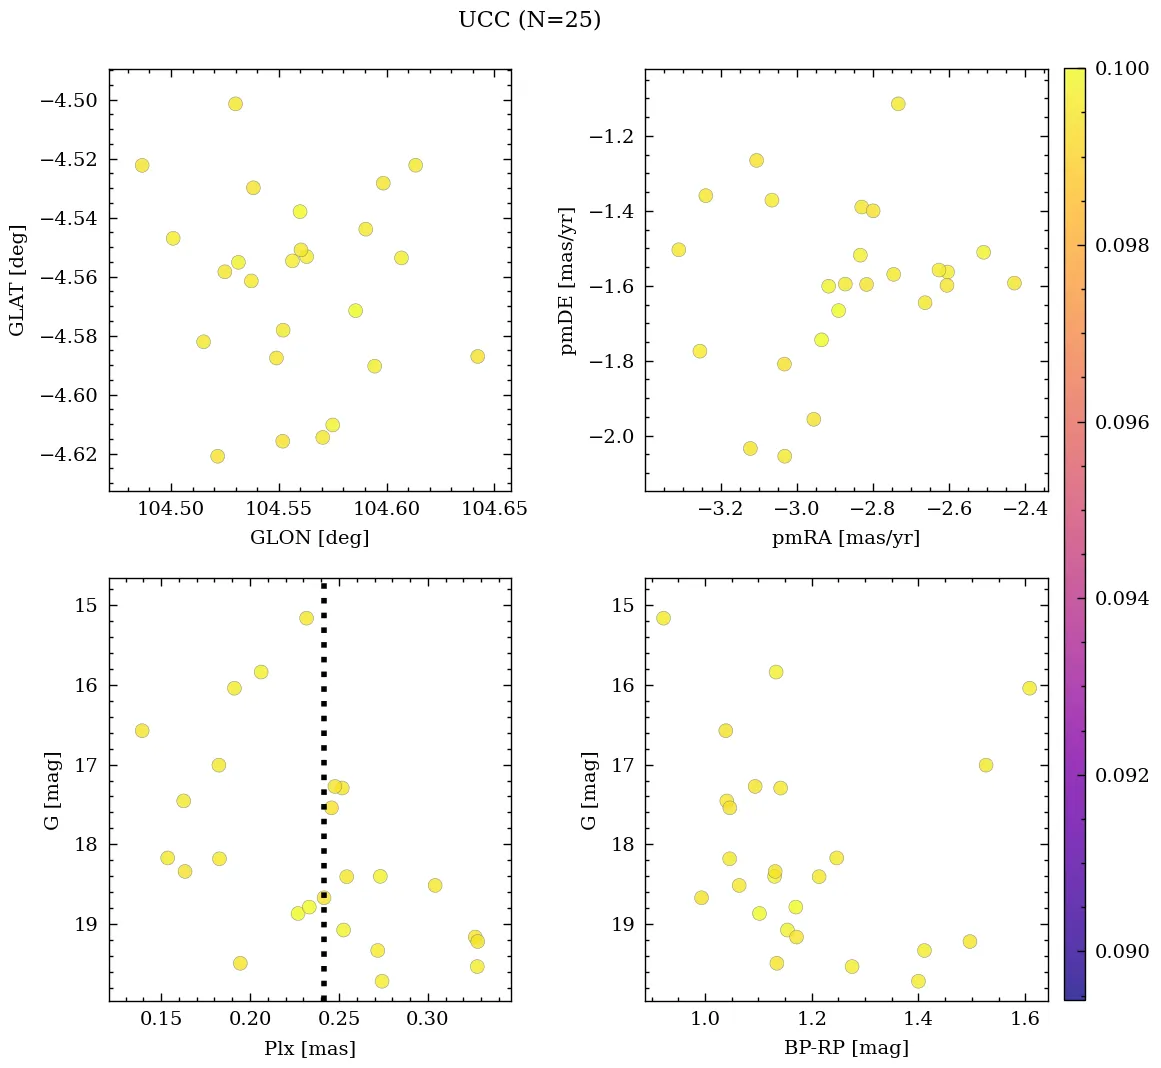 UCC (N=25)
−4.50
−4.52
−4.54
−4.56
−4.58
−4.60
−4.62
GLAT [deg]
104.50 104.55 104.60 104.65
GLON [deg]
−1.2
−1.4
−1.6
−1.8
−2.0
pmDE [mas/yr]
−3.2 −3.0 −2.8 −2.6 −2.4
pmRA [mas/yr]
15
16
17
18
19
G [mag]
0.15 0.20 0.25 0.30
Plx [mas]
15
16
17
18
19
G [mag]
1.0 1.2 1.4 1.6
BP-RP [mag]
0.100
0.098
0.096
0.094
0.092
0.090